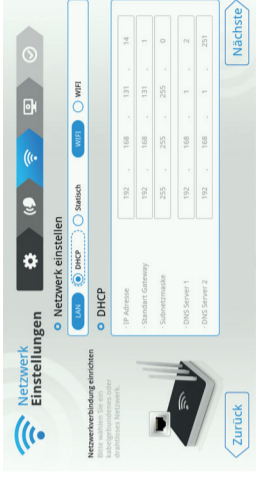 Netzwerk
Einstellungen
Netzwerkverbindung einrichten
Bitte wählen Sie ein
kabelgebundenes oder
drahtloses Netzwerk.
Netzwerk einstellen
LAN DHCP Statisch WIFI WIFI
DHCP
· IP Adresse 192 . 168 . 131 . 14
· Standart Gateway 192 . 168 . 131 . 1
· Subnetzmaske 255 . 255 . 255 . 0
· DNS Server 1 192 . 168 . 1 . 2
· DNS Server 2 192 . 168 . 1 . 251
Zurück
Nächste